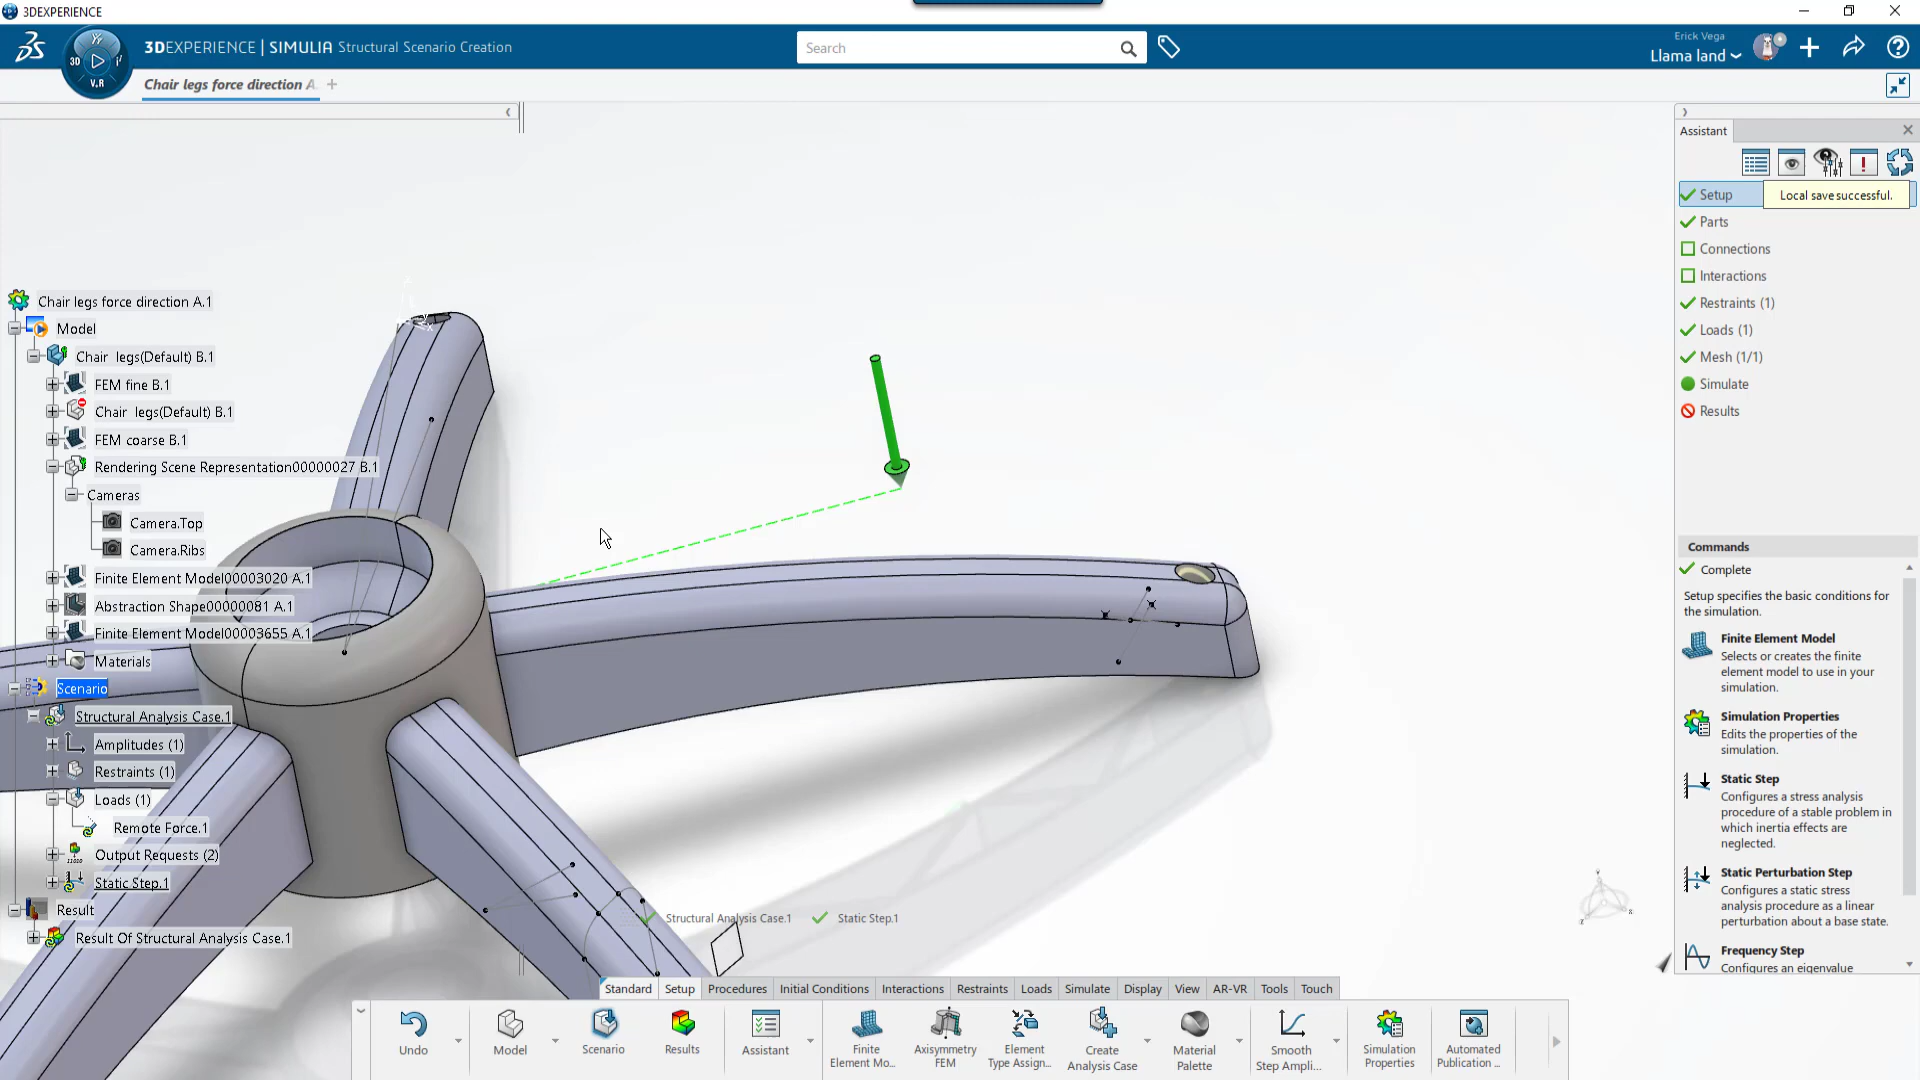 3DEXPERIENCE
3DEXPERIENCE | SIMULIA Structural Scenario Creation
3D
V.R
Search
Erick Vega
Llama land
Chair legs force direction A
Assistant
Setup
Local save successful.
Parts
Connections
Interactions
Restraints (1)
Loads (1)
Mesh (1/1)
Simulate
Results
Chair legs force direction A.1
Model
Chair legs(Default) B.1
FEM fine B.1
Chair legs(Default) B.1
FEM coarse B.1
Rendering Scene Representation00000027 B.1
Cameras
Camera.Top
Camera.Ribs
Finite Element Model00003020 A.1
Abstraction Shape00000081 A.1
Finite Element Model00003655 A.1
Materials
Scenario
Structural Analysis Case.1
Amplitudes (1)
Restraints (1)
Loads (1)
Remote Force.1
Output Requests (2)
Static Step.1
Result
Result Of Structural Analysis Case.1
Structural Analysis Case.1
Static Step.1
Commands
Complete
Setup specifies the basic conditions for
the simulation.
Finite Element Model
Selects or creates the finite
element model to use in your
simulation.
Simulation Properties
Edits the properties of the
simulation.
Static Step
Configures a stress analysis
procedure of a stable problem in
which inertia effects are
neglected.
Static Perturbation Step
Configures a static stress
analysis procedure as a linear
perturbation about a base state.
Frequency Step
Configures an eigenvalue
Standard
Setup
Procedures
Initial Conditions
Interactions
Restraints
Loads
Simulate
Display
View
AR-VR
Tools
Touch
Undo
Model
Scenario
Results
Assistant
Finite
Element Mo...
Axisymmetry
FEM
Element
Type Assign...
Create
Analysis Case
Material
Palette
Smooth
Step Ampli...
Simulation
Properties
Automated
Publication ...